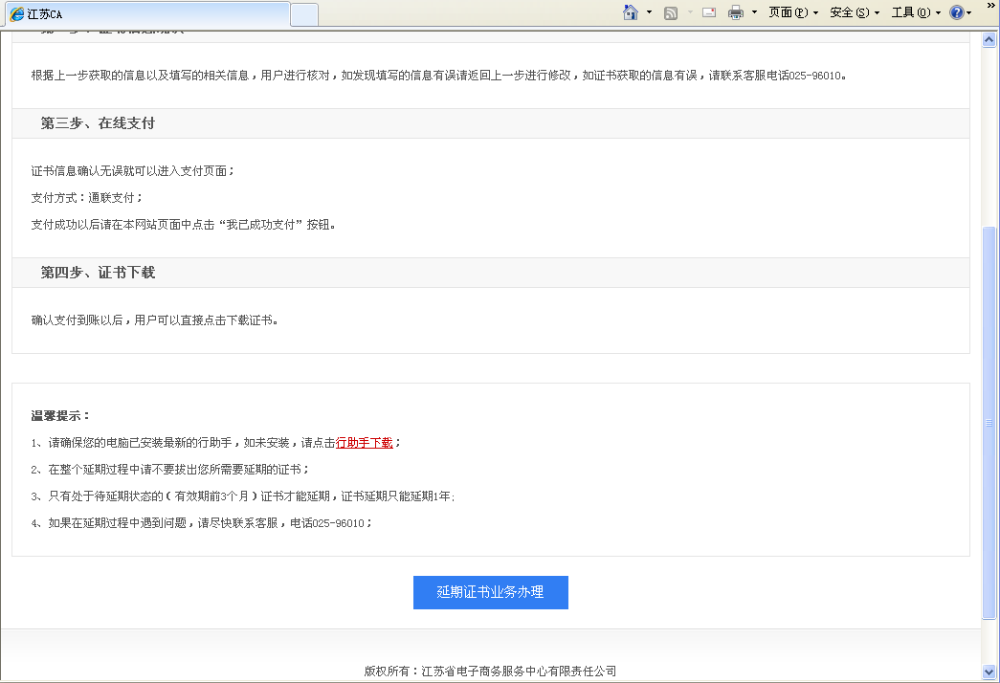 江苏CA
页面(P)
安全(S)
工具(O)
根据上一步获取的信息以及填写的相关信息，用户进行核对，如发现填写的信息有误请返回上一步进行修改，如证书获取的信息有误，请联系客服电话025-96010。
第三步、在线支付
证书信息确认无误就可以进入支付页面；
支付方式：通联支付；
支付成功以后请在本网站页面中点击“我已成功支付”按钮。
第四步、证书下载
确认支付到账以后，用户可以直接点击下载证书。
温馨提示：
1、请确保您的电脑已安装最新的行助手，如未安装，请点击行助手下载；
2、在整个延期过程中请不要拔出您所需要延期的证书；
3、只有处于待延期状态的（有效期前3个月）证书才能延期，证书延期只能延期1年;
4、如果在延期过程中遇到问题，请尽快联系客服，电话025-96010；
延期证书业务办理
版权所有：江苏省电子商务服务中心有限责任公司